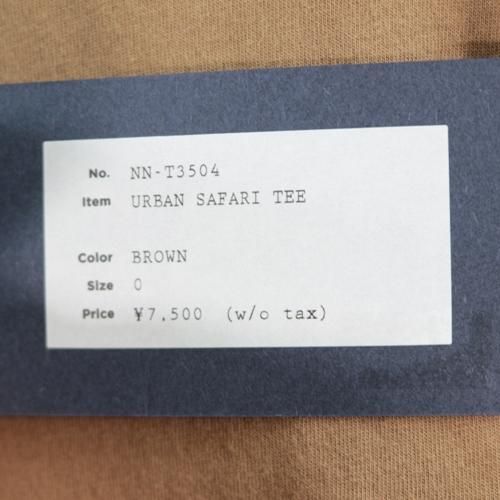 No. NN-T3504
Item URBAN SAFARI TEE
Color BROWN
Size 0
Price ¥7,500 (w/o tax)